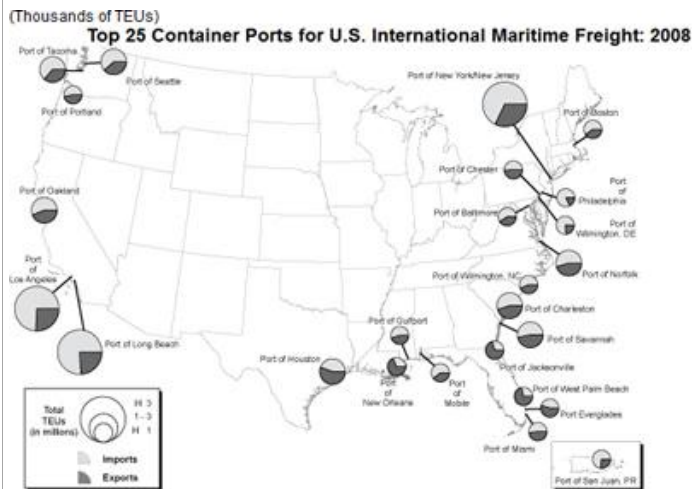 (Thousands of TEUs)
Top 25 Container Ports for U.S. International Maritime Freight: 2008
Port of Tacoma
Port of Seattle
Port of Portland
Port of New York/New Jersey
Port of Boston
Port of Chester
Port
of
Philadelphia
Port of Oakland
Port of Baltimore
Port of
Wilmington, DE
Port
of
Los Angeles
Port of Wilmington, NC
Port of Norfolk
Port of Charleston
Port of Gulfport
Port of Savannah
Port of Long Beach
Port of Houston
Port of Jacksonville
Port
of
New Orleans
Port
of
Mobile
Port of West Palm Beach
Port Everglades
Port of Miami
Total
TEUs
(in millions)
1 - 3
Imports
Exports
Port of San Juan, PR